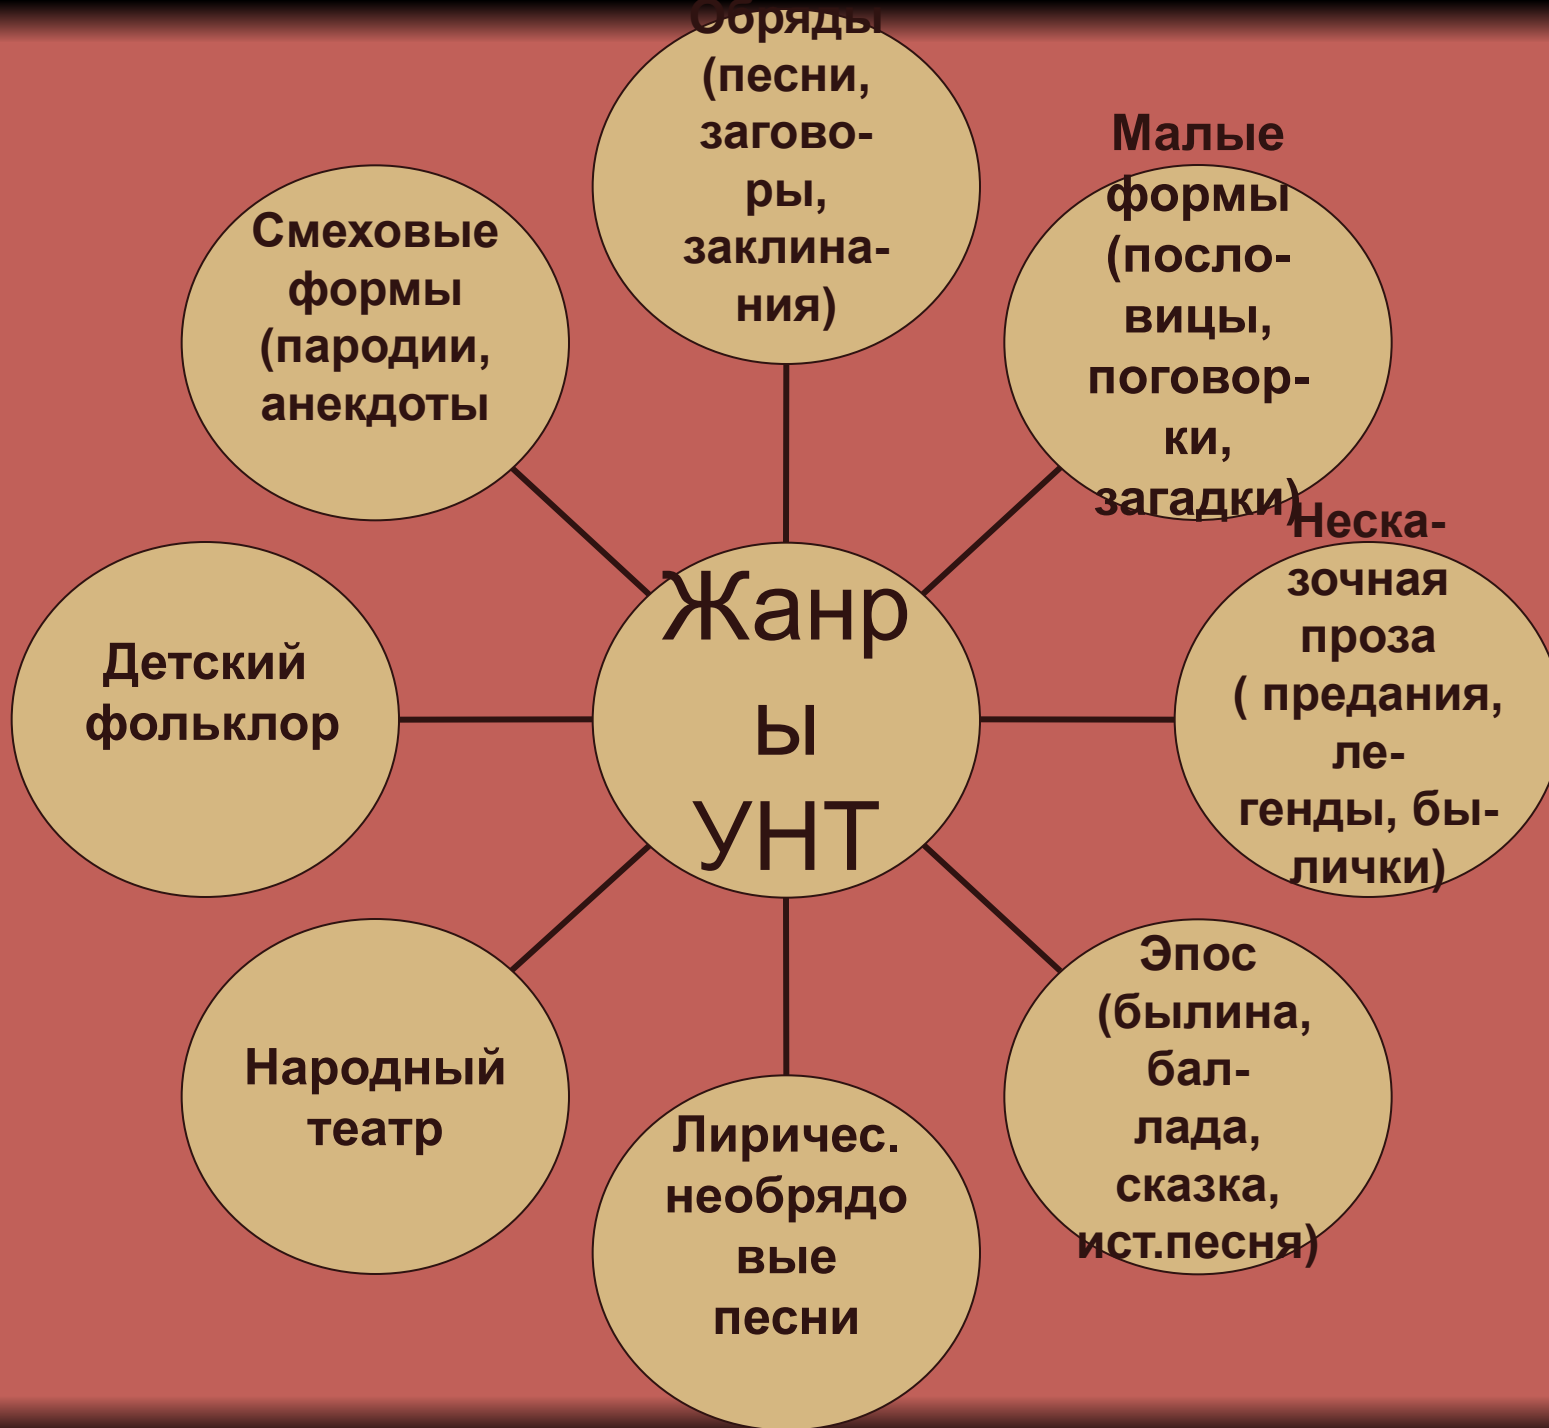 Обряды
(песни,
загово-
ры,
заклина-
ния)
Малые
формы
(посло-
вицы,
поговор-
ки,
загадки)
Неска-
зочная
проза
( предания,
ле-
генды, бы-
лички)
Эпос
(былина,
бал-
лада,
сказка,
ист.песня)
Лиричес.
необрядо
вые
песни
Народный
театр
Детский
фольклор
Смеховые
формы
(пародии,
анекдоты
Жанр
ы
УНТ